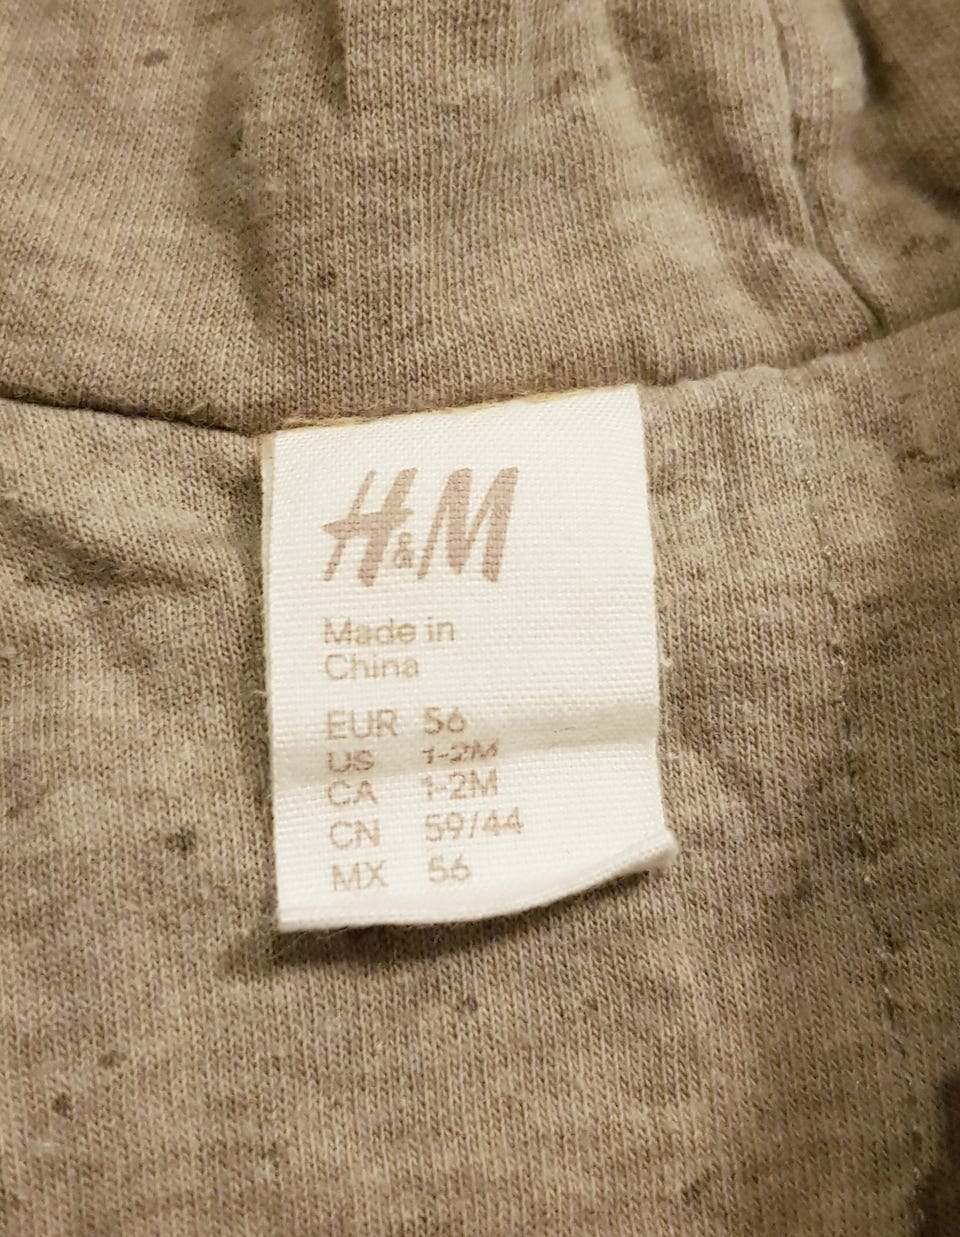 H&M
Made in
China
EUR 56
US 1-2M
CA 1-2M
CN 59/44
MX 56